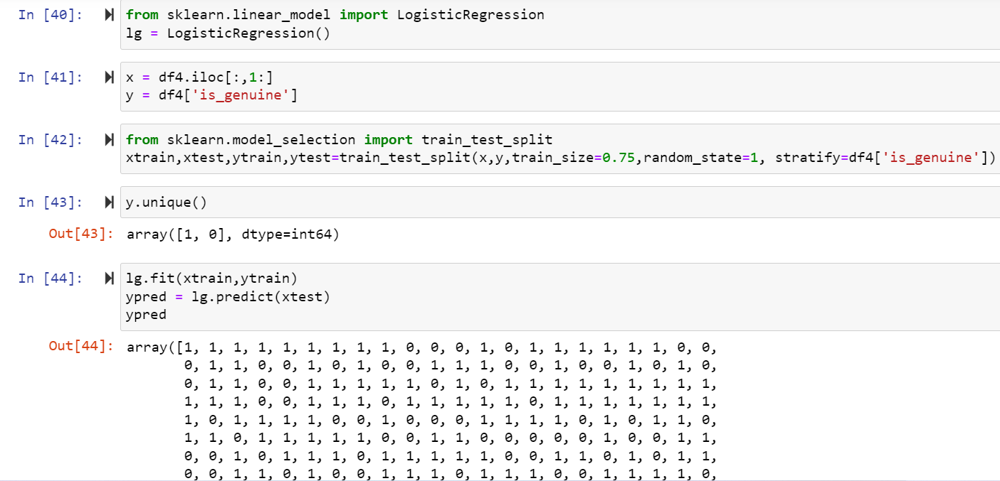 In [40]: from sklearn.linear_model import LogisticRegression
lg = LogisticRegression()
In [41]: x = df4.iloc[:,1:]
y = df4['is_genuine']
In [42]: from sklearn.model_selection import train_test_split
xtrain,xtest,ytrain,ytest=train_test_split(x,y,train_size=0.75,random_state=1, stratify=df4['is_genuine'])
In [43]: y.unique()
Out[43]: array([1, 0], dtype=int64)
In [44]: lg.fit(xtrain,ytrain)
ypred = lg.predict(xtest)
ypred
Out[44]: array([1, 1, 1, 1, 1, 1, 1, 1, 1, 0, 0, 0, 1, 0, 1, 1, 1, 1, 1, 1, 0, 0,
0, 1, 1, 0, 0, 1, 0, 1, 0, 0, 1, 1, 1, 0, 0, 1, 0, 0, 1, 0, 1, 0,
0, 1, 1, 0, 0, 1, 1, 1, 1, 1, 0, 1, 0, 1, 1, 1, 1, 1, 1, 1, 1, 1,
1, 1, 1, 0, 0, 1, 1, 1, 0, 1, 1, 1, 1, 1, 0, 1, 1, 1, 1, 1, 1, 1,
1, 0, 1, 1, 1, 1, 0, 0, 1, 0, 0, 0, 1, 1, 1, 1, 0, 1, 0, 1, 1, 0,
1, 1, 0, 1, 1, 1, 1, 1, 0, 0, 1, 1, 0, 0, 0, 0, 0, 1, 0, 0, 1, 1,
0, 0, 1, 0, 1, 1, 1, 0, 1, 1, 1, 1, 1, 0, 0, 1, 1, 0, 1, 0, 1, 1,
0, 0, 1, 1, 0, 1, 0, 0, 1, 1, 1, 0, 1, 1, 1, 0, 0, 1, 1, 1, 1, 0,